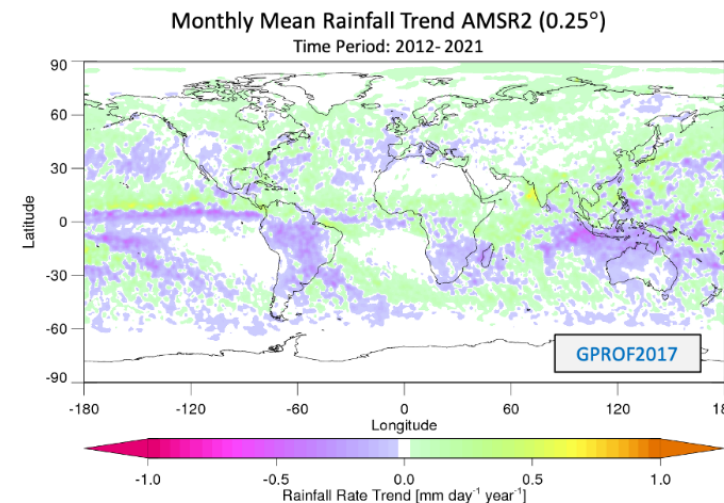 Monthly Mean Rainfall Trend AMSR2 (0.25°)
Time Period: 2012- 2021
90
60
30
0
-30
-60
-90
Latitude
GPROF2017
-180 -120 -60 0 60 120 180
Longitude
-1.0 -0.5 0.0 0.5 1.0
Rainfall Rate Trend [mm day⁻¹ year⁻¹]